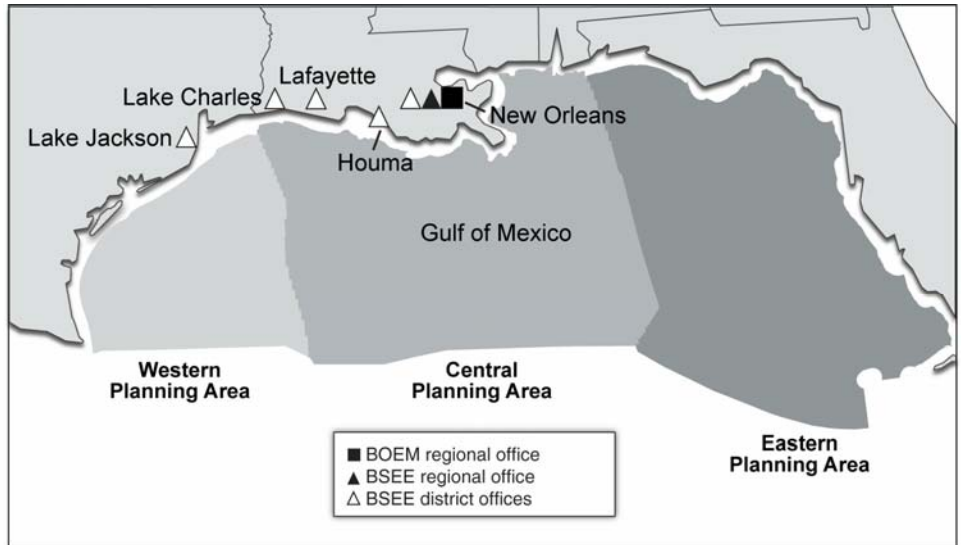 Lafayette
Lake Charles
New Orleans
Lake Jackson
Houma
Gulf of Mexico
Western
Planning Area
Central
Planning Area
Eastern
Planning Area
BOEM regional office
BSEE regional office
BSEE district offices